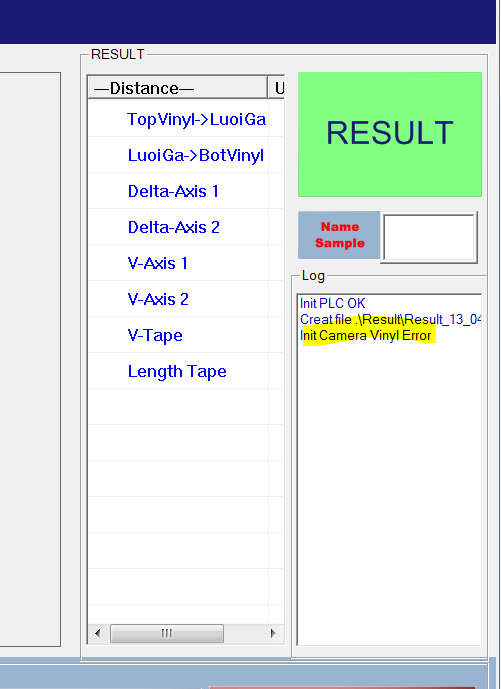 RESULT
—Distance—
U
TopVinyl->LuoiGa
LuoiGa->BotVinyl
Delta-Axis 1
Delta-Axis 2
V-Axis 1
V-Axis 2
V-Tape
Length Tape
RESULT
Name
Sample
Log
Init PLC OK
Creat file .\Result\Result_13_04
Init Camera Vinyl Error